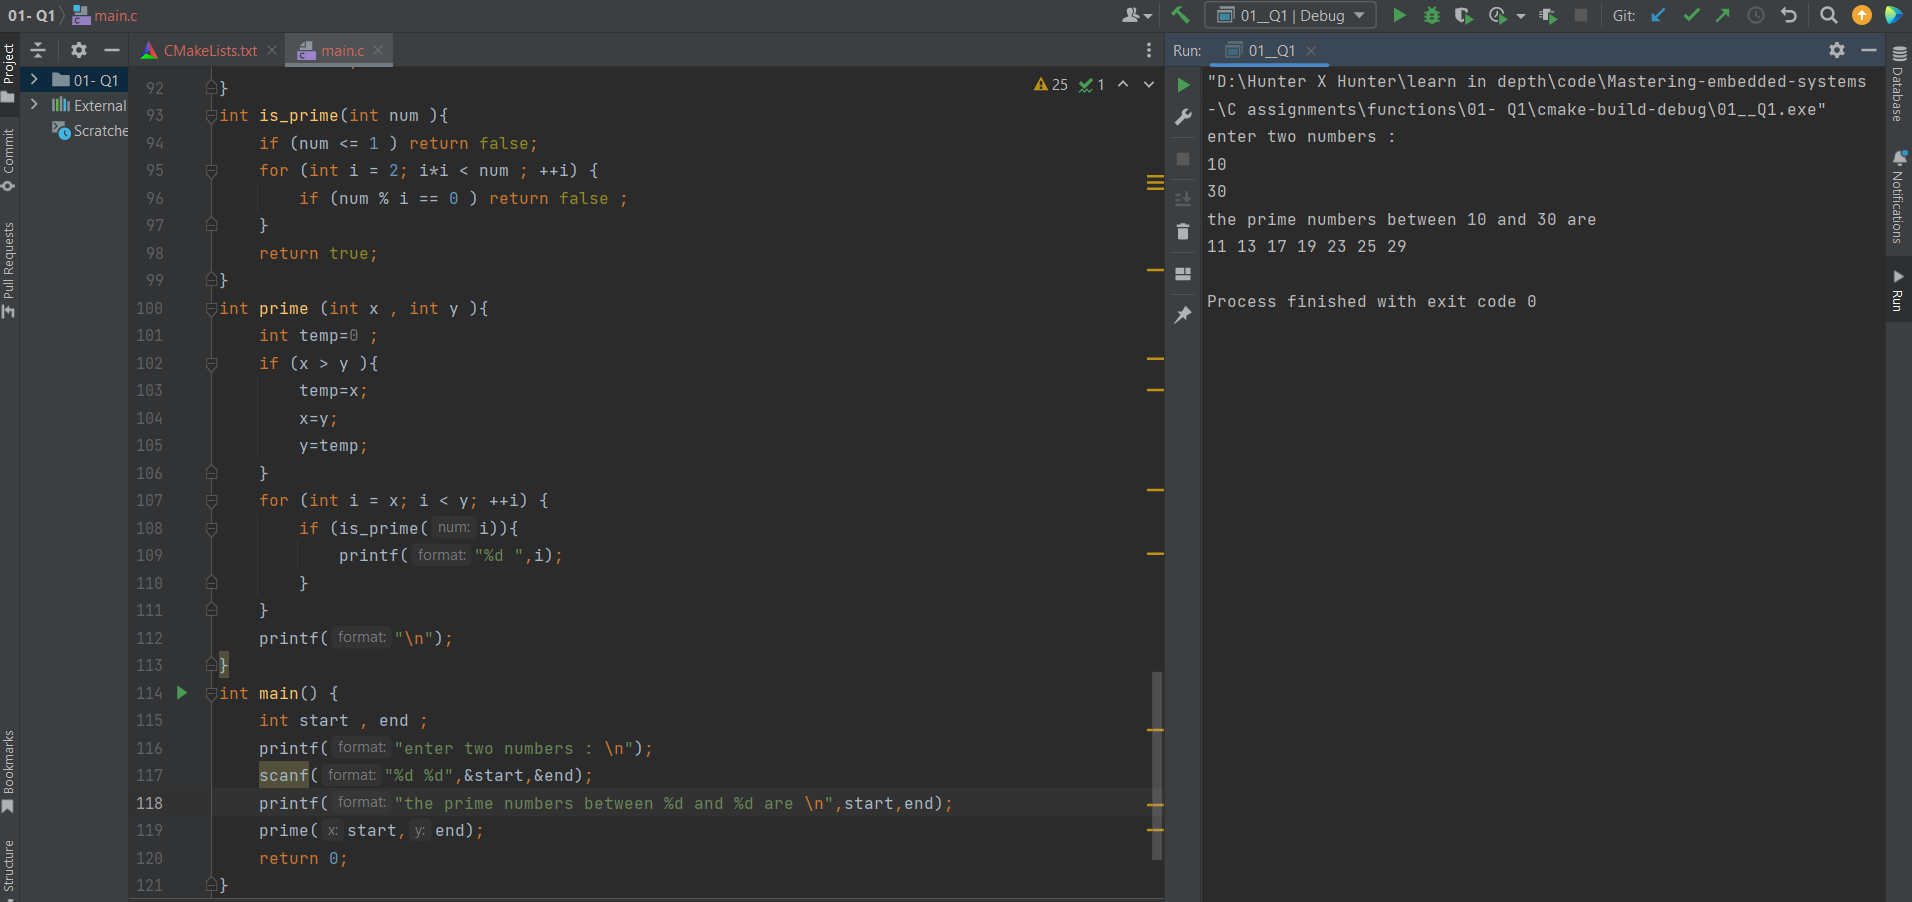 01- Q1 main.c
01__Q1 | Debug
Git:
Project
Commit
Pull Requests
Bookmarks
Structure
01- Q1
External
Scratche
CMakeLists.txt
main.c
25 1
92 }
93 int is_prime(int num ){
94 if (num <= 1 ) return false;
95 for (int i = 2; i*i < num ; ++i) {
96 if (num % i == 0 ) return false ;
97 }
98 return true;
99 }
100 int prime (int x , int y ){
101 int temp=0 ;
102 if (x > y ){
103 temp=x;
104 x=y;
105 y=temp;
106 }
107 for (int i = x; i < y; ++i) {
108 if (is_prime( num: i)){
109 printf( format: "%d ",i);
110 }
111 }
112 printf( format: "\n");
113 }
114 int main() {
115 int start , end ;
116 printf( format: "enter two numbers : \n");
117 scanf( format: "%d %d",&start,&end);
118 printf( format: "the prime numbers between %d and %d are \n",start,end);
119 prime( x: start, y: end);
120 return 0;
121 }
Run: 01__Q1
"D:\Hunter X Hunter\learn in depth\code\Mastering-embedded-systems
-\C assignments\functions\01- Q1\cmake-build-debug\01__Q1.exe"
enter two numbers :
10
30
the prime numbers between 10 and 30 are
11 13 17 19 23 25 29
Process finished with exit code 0
Database
Notifications
Run